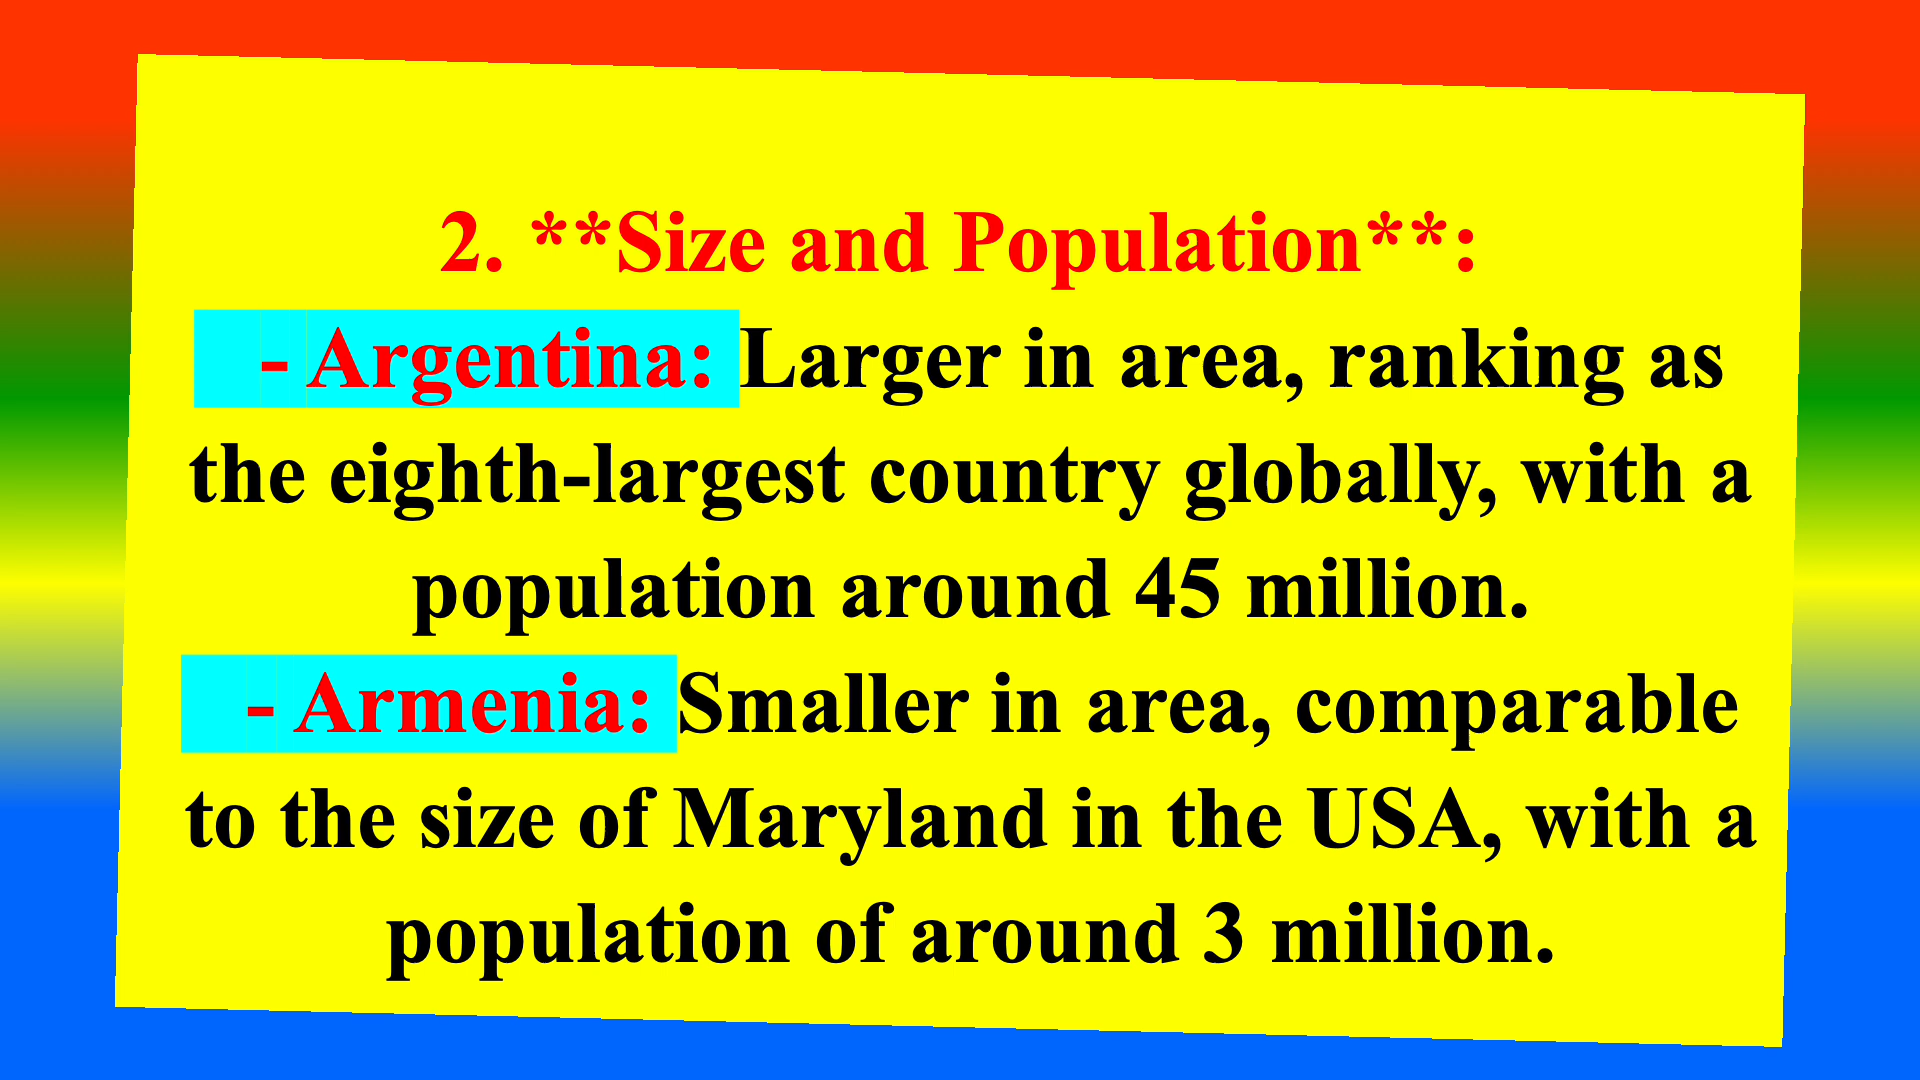 2. **Size and Population**:
- Argentina: Larger in area, ranking as
the eighth-largest country globally, with a
population around 45 million.
- Armenia: Smaller in area, comparable
to the size of Maryland in the USA, with a
population of around 3 million.